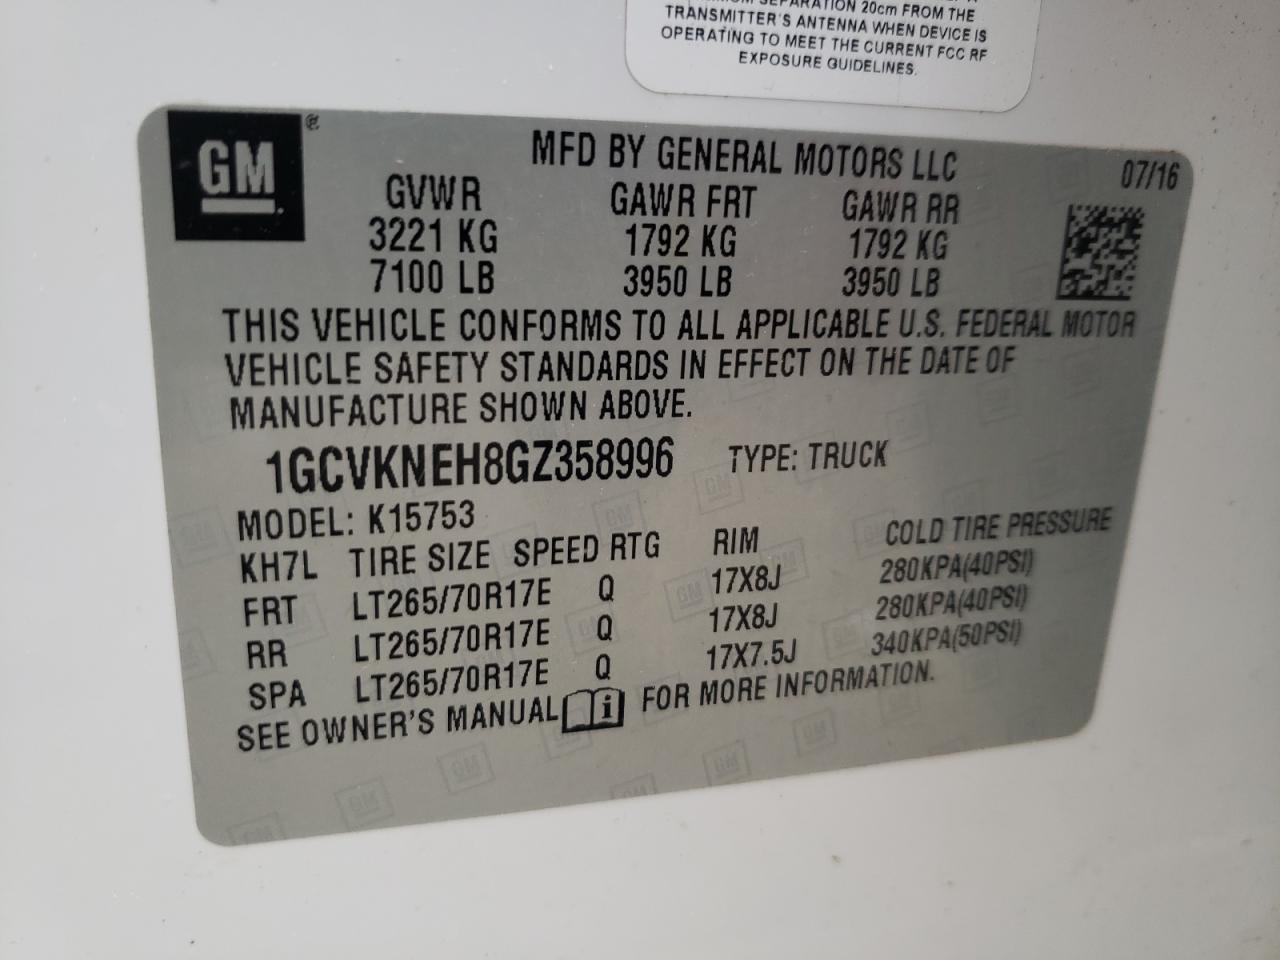 SEPARATION 20cm FROM THE
TRANSMITTER'S ANTENNA WHEN DEVICE IS
OPERATING TO MEET THE CURRENT FCC RF
EXPOSURE GUIDELINES.
GM
MFD BY GENERAL MOTORS LLC 07/16
GVWR GAWR FRT GAWR RR
3221 KG 1792 KG 1792 KG
7100 LB 3950 LB 3950 LB
THIS VEHICLE CONFORMS TO ALL APPLICABLE U.S. FEDERAL MOTOR
VEHICLE SAFETY STANDARDS IN EFFECT ON THE DATE OF
MANUFACTURE SHOWN ABOVE.
1GCVKNEH8GZ358996 TYPE: TRUCK
MODEL: K15753
KH7L TIRE SIZE SPEED RTG RIM COLD TIRE PRESSURE
FRT LT265/70R17E Q 17X8J 280KPA(40PSI)
RR LT265/70R17E Q 17X8J 280KPA(40PSI)
SPA LT265/70R17E Q 17X7.5J 340KPA(50PSI)
SEE OWNER'S MANUAL i FOR MORE INFORMATION.